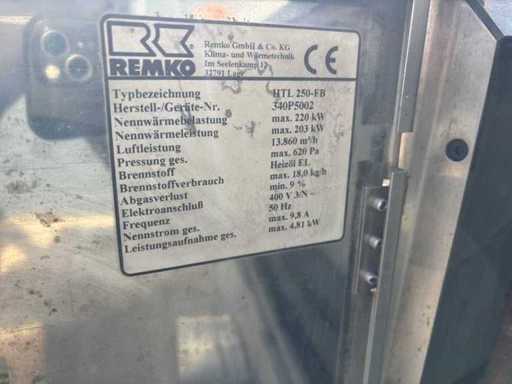 REMKO
Remko GmbH & Co. KG
Klima- und Wärmetechnik
Im Seelenkamp 12
32791 Lage
CE
Typbezeichnung HTL 250-EB
Herstell-/Geräte-Nr. 340P5002
Nennwärmebelastung max. 220 kW
Nennwärmeleistung max. 203 kW
Luftleistung 13.860 m³/h
Pressung ges. max. 620 Pa
Brennstoff Heizöl EL
Brennstoffverbrauch max. 18,0 kg/h
Abgasverlust min. 9 %
Elektroanschluß 400 V 3/N ~
Frequenz 50 Hz
Nennstrom ges. max. 9,8 A
Leistungsaufnahme ges. max. 4,81 kW